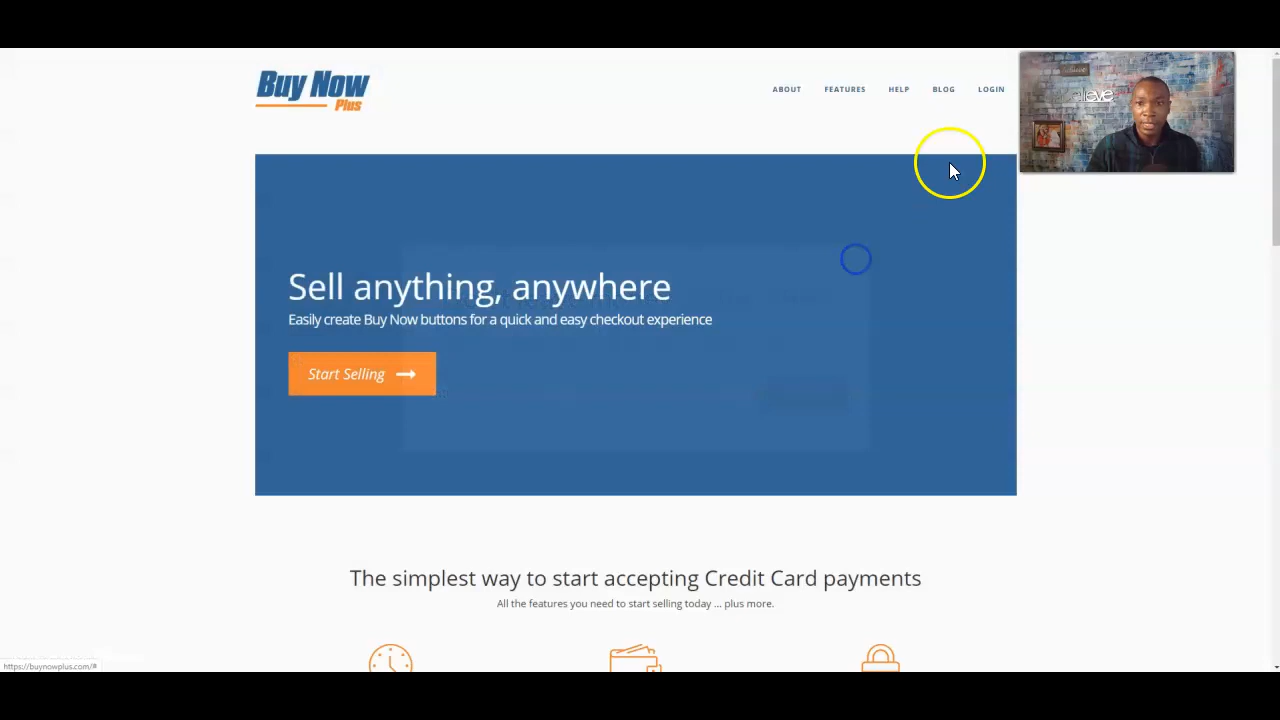 Buy Now
Plus
ABOUT
FEATURES
HELP
BLOG
LOGIN
Sell anything, anywhere
Easily create Buy Now buttons for a quick and easy checkout experience
Start Selling
The simplest way to start accepting Credit Card payments
All the features you need to start selling today ... plus more.
https://buynowplus.com/#